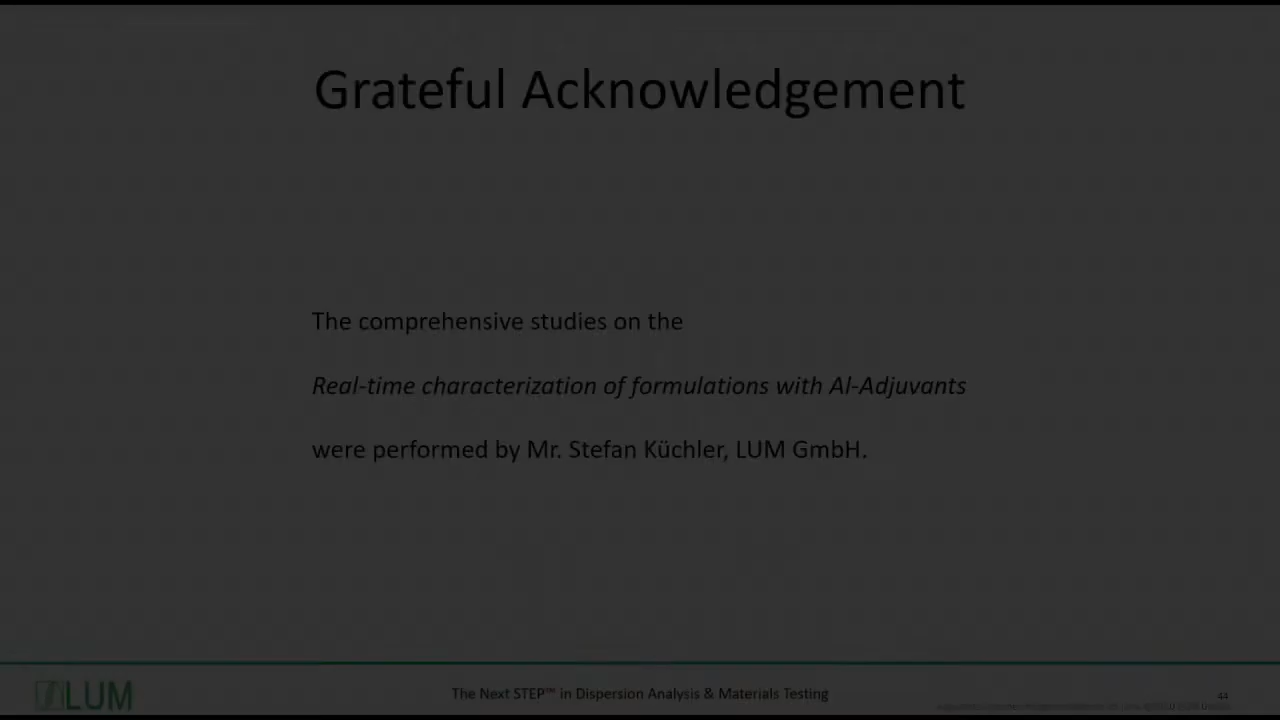 Grateful Acknowledgement
The comprehensive studies on the
Real-time characterization of formulations with Al-Adjuvants
were performed by Mr. Stefan Küchler, LUM GmbH.
LUM
The Next STEP™ in Dispersion Analysis & Materials Testing
44